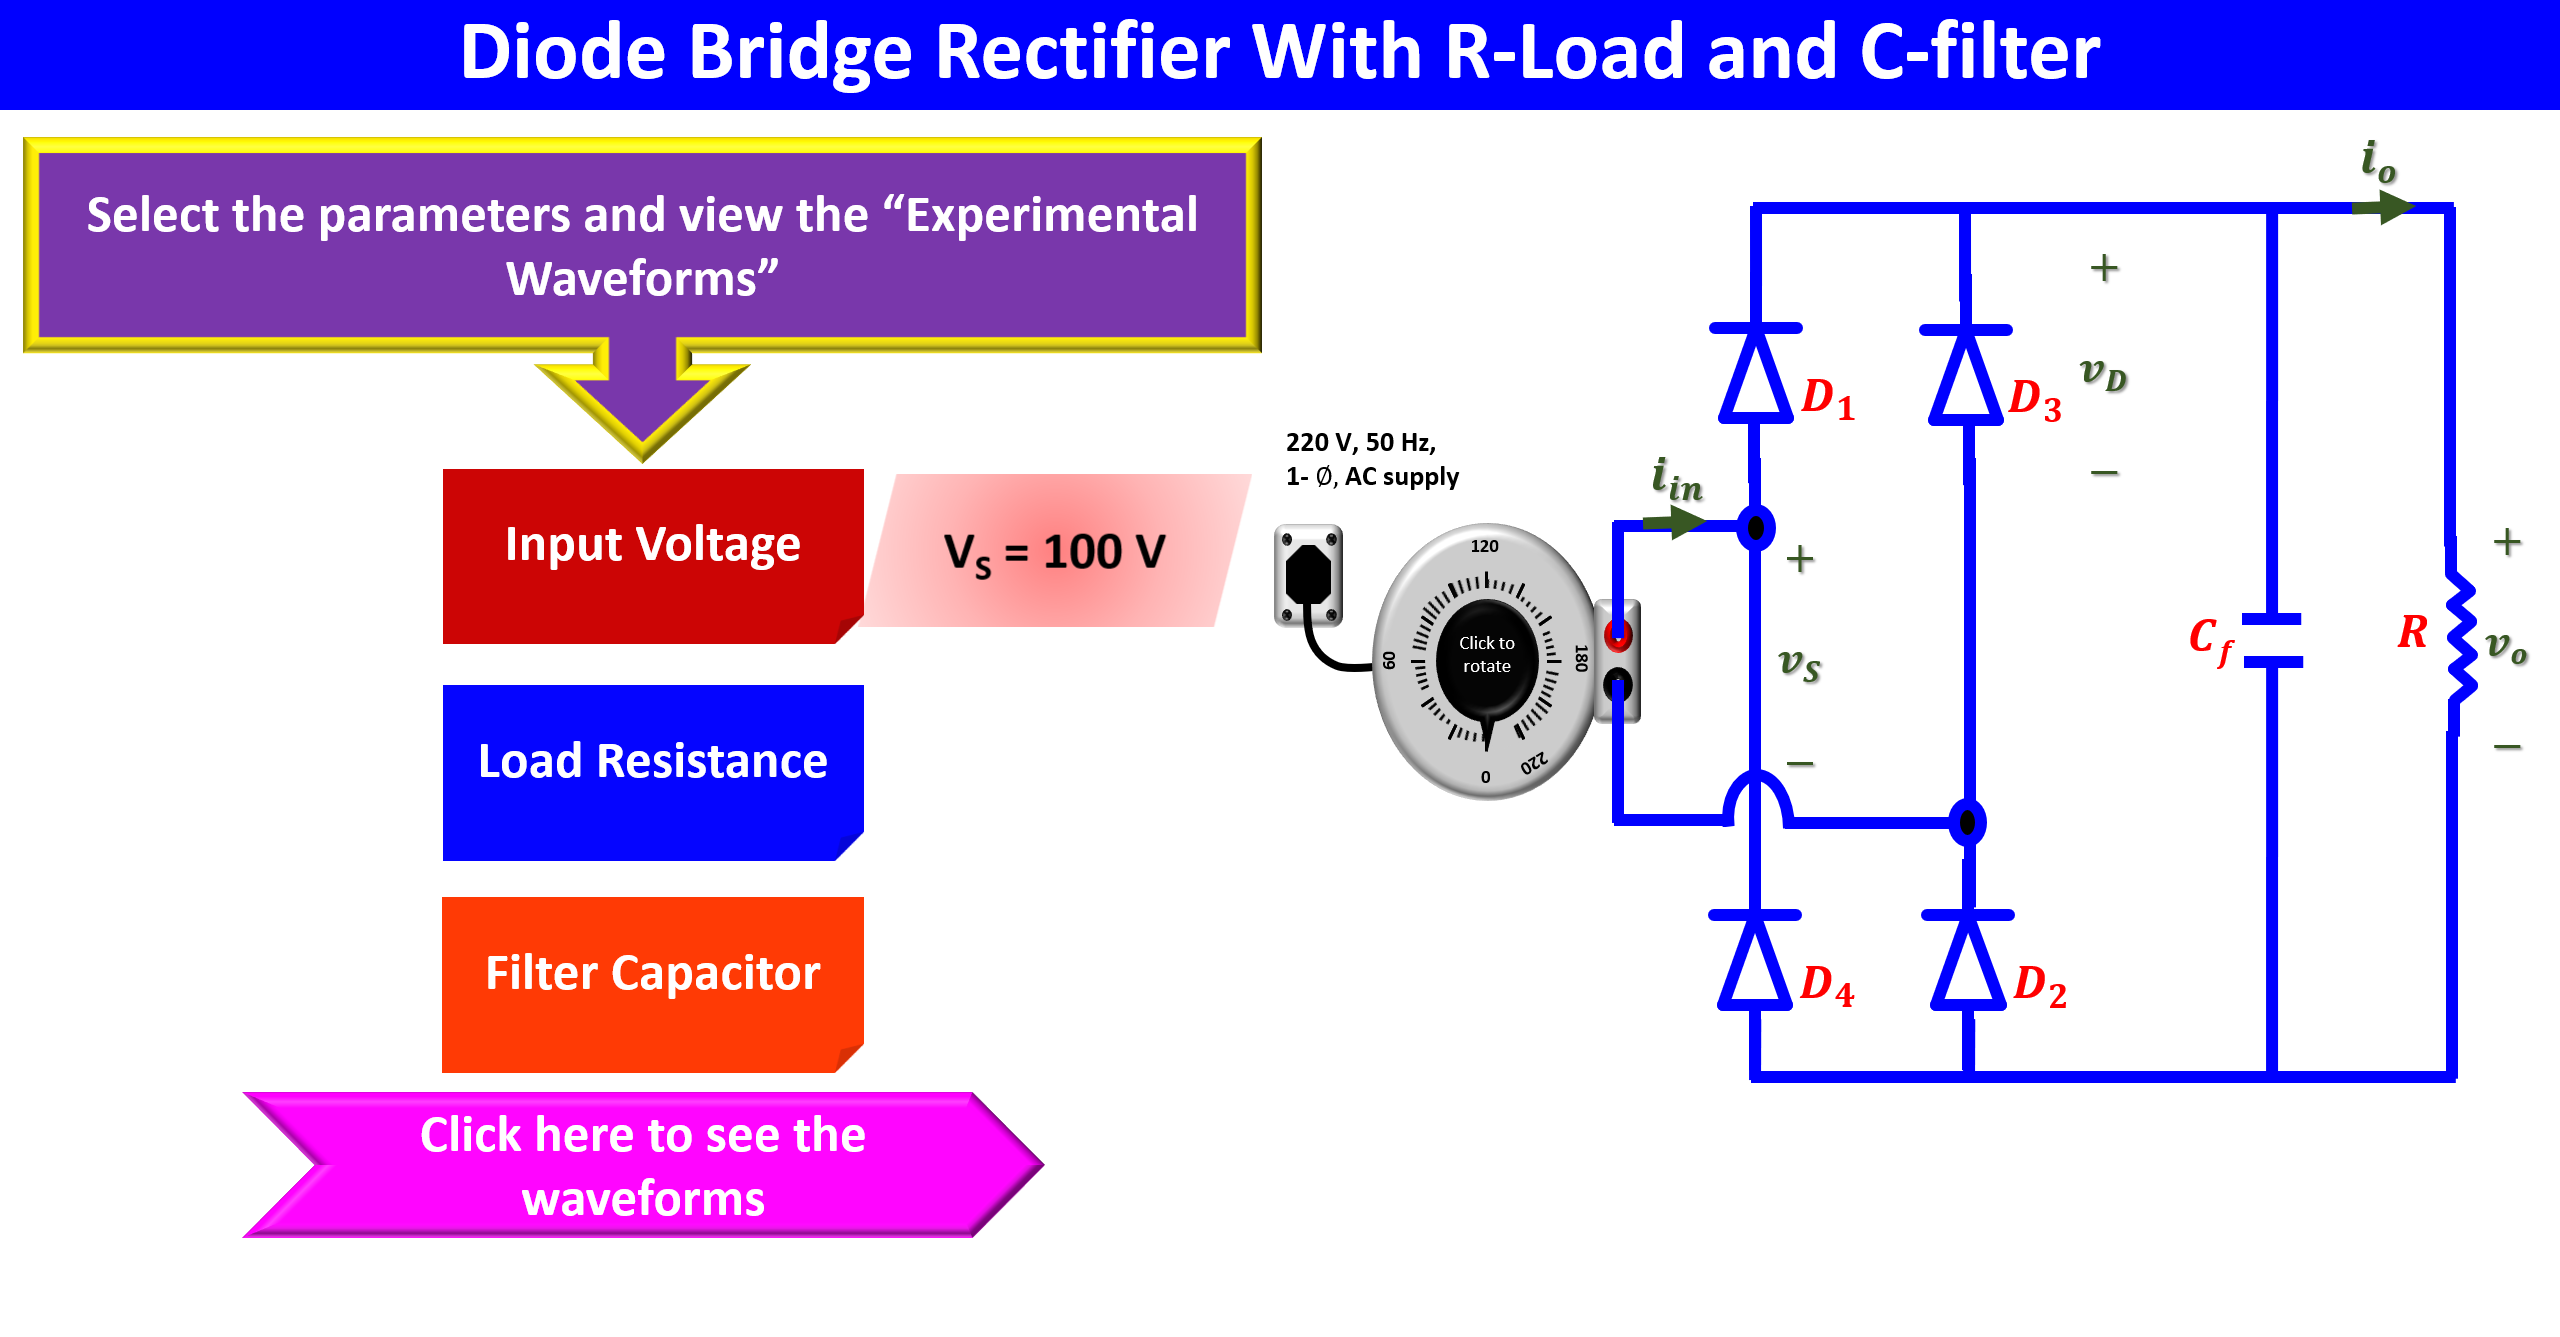 Diode Bridge Rectifier With R-Load and C-filter
Select the parameters and view the “Experimental
Waveforms”
Input Voltage
V_S = 100 V
Load Resistance
Filter Capacitor
Click here to see the
waveforms
220 V, 50 Hz,
1- ∅, AC supply
120
60
180
0
220
Click to
rotate
i_in
i_o
D_1
D_3
+
v_D
−
+
v_S
−
C_f
R
+
v_o
−
D_4
D_2